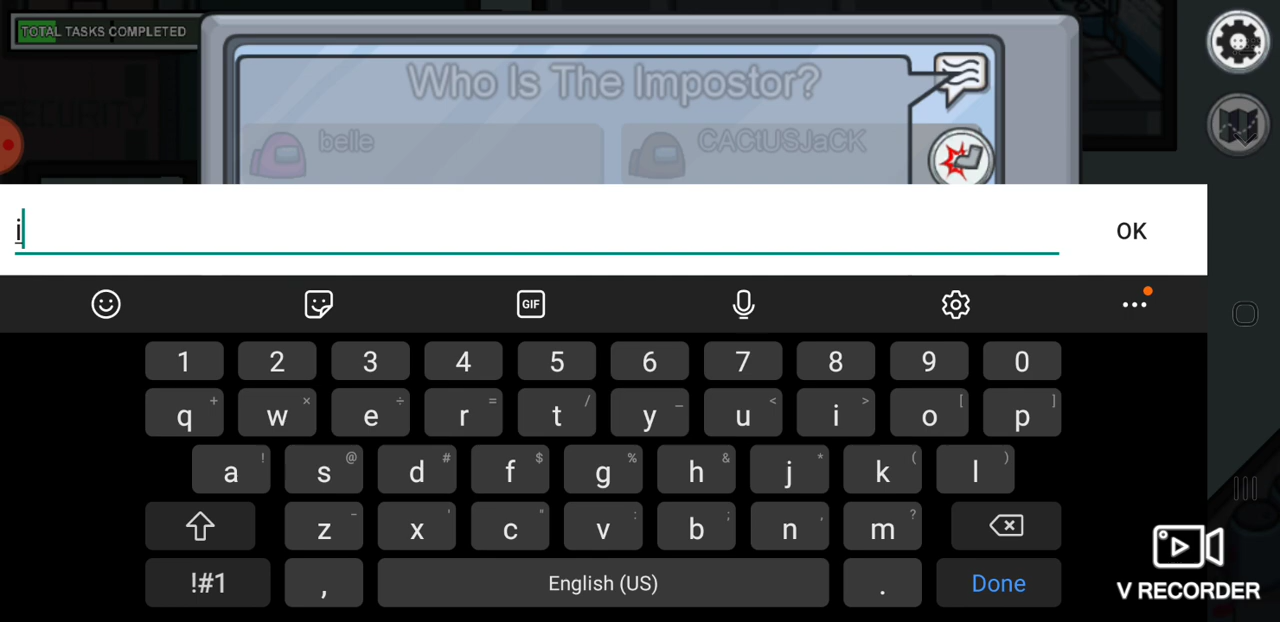 TOTAL TASKS COMPLETED
Who Is The Impostor?
SECURITY
belle
CACtUSJaCK
i
OK
GIF
1 2 3 4 5 6 7 8 9 0
+ × ÷ = / _ < > [ ]
q w e r t y u i o p
! @ # $ % & * ( )
a s d f g h j k l
- ' " : ; , ?
z x c v b n m
!#1 , English (US) . Done
V RECORDER